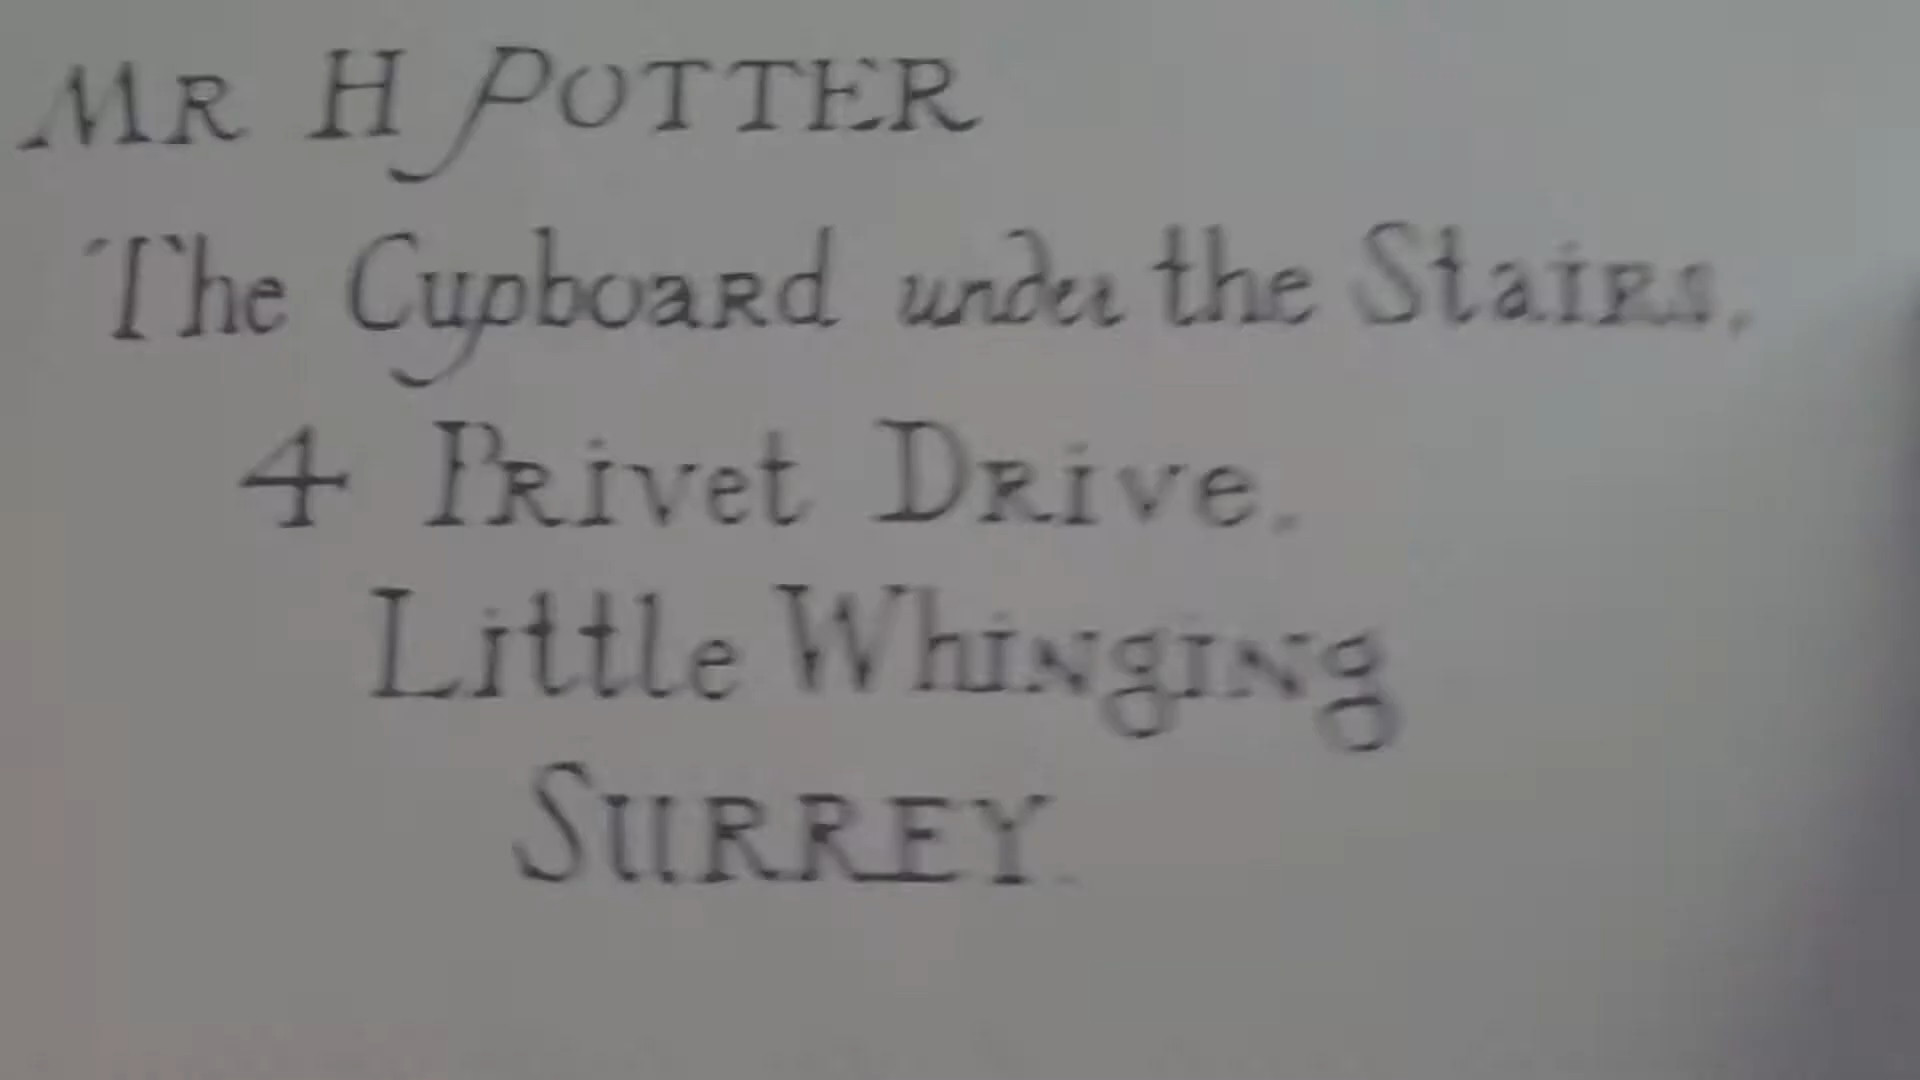 MR H POTTER
The Cupboard under the Stairs,
4 Privet Drive,
Little Whinging
SURREY.